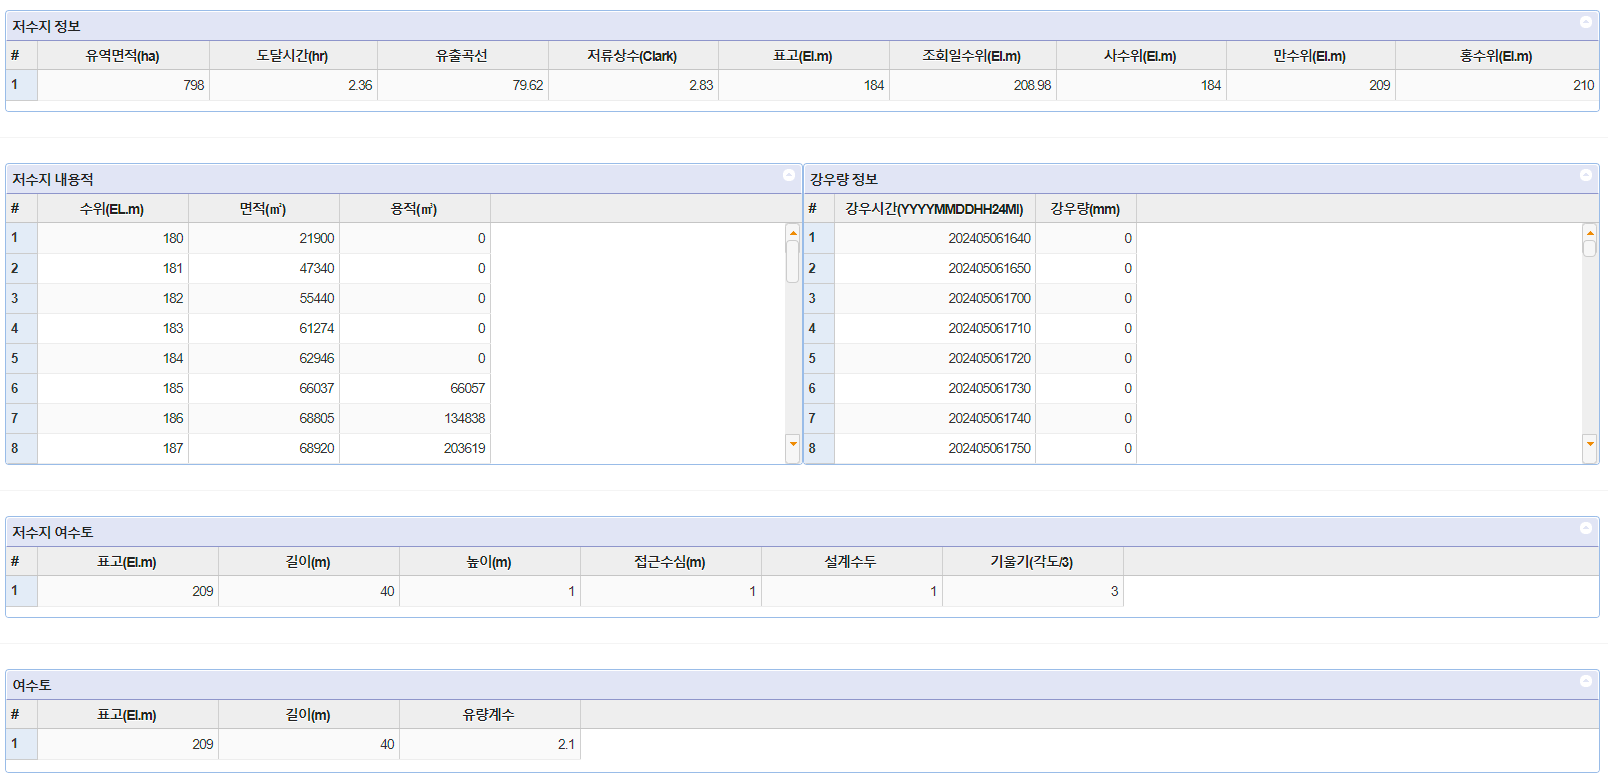 저수지 정보
# 유역면적(ha) 도달시간(hr) 유출곡선 저류상수(Clark) 표고(El.m) 조회일수위(El.m) 사수위(El.m) 만수위(El.m) 홍수위(El.m)
1 798 2.36 79.62 2.83 184 208.98 184 209 210
저수지 내용적
# 수위(EL.m) 면적(㎡) 용적(㎥)
1 180 21900 0
2 181 47340 0
3 182 55440 0
4 183 61274 0
5 184 62946 0
6 185 66037 66057
7 186 68805 134838
8 187 68920 203619
강우량 정보
# 강우시간(YYYYMMDDHH24MI) 강우량(mm)
1 202405061640 0
2 202405061650 0
3 202405061700 0
4 202405061710 0
5 202405061720 0
6 202405061730 0
7 202405061740 0
8 202405061750 0
저수지 여수토
# 표고(El.m) 길이(m) 높이(m) 접근수심(m) 설계수두 기울기(각도/3)
1 209 40 1 1 1 3
여수토
# 표고(El.m) 길이(m) 유량계수
1 209 40 2.1